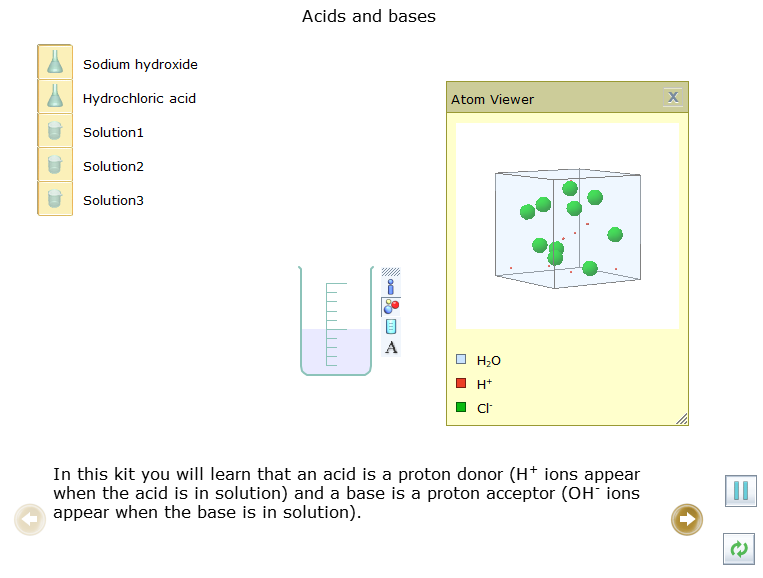 Acids and bases
Sodium hydroxide
Hydrochloric acid
Solution1
Solution2
Solution3
Atom Viewer
X
A
H₂O
H⁺
Cl⁻
In this kit you will learn that an acid is a proton donor (H⁺ ions appear
when the acid is in solution) and a base is a proton acceptor (OH⁻ ions
appear when the base is in solution).